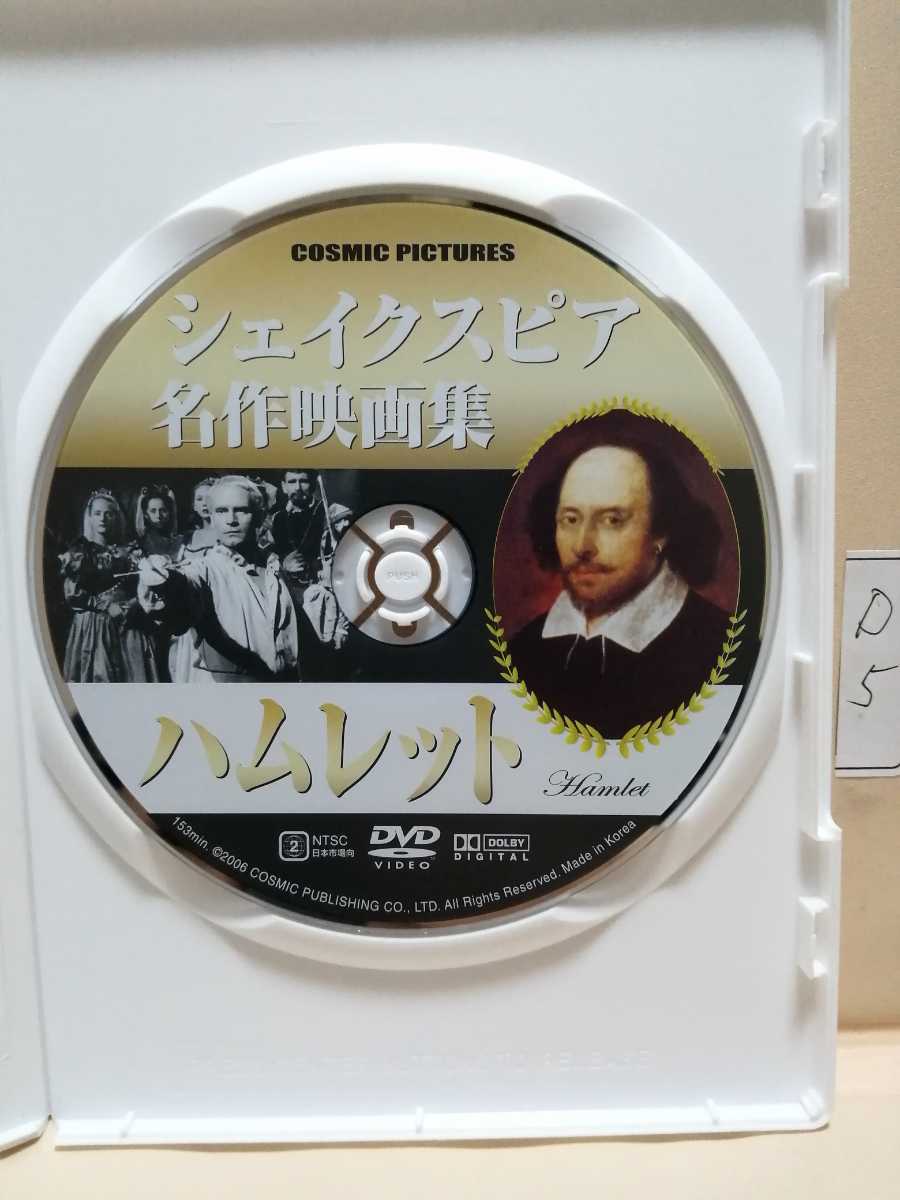 COSMIC PICTURES
シェイクスピア
名作映画集
PUSH
ハムレット
Hamlet
2
NTSC
日本市場向
DVD
VIDEO
DOLBY
DIGITAL
153min. ©2006 COSMIC PUBLISHING CO., LTD. All Rights Reserved. Made in Korea
D
5